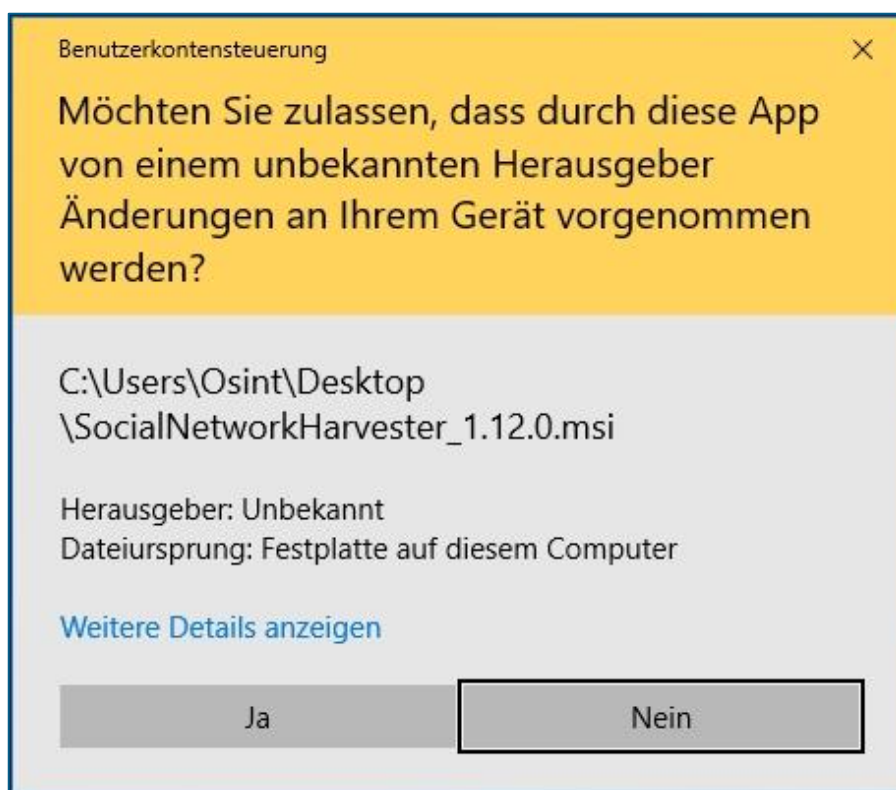 Benutzerkontensteuerung
Möchten Sie zulassen, dass durch diese App
von einem unbekannten Herausgeber
Änderungen an Ihrem Gerät vorgenommen
werden?
C:\Users\Osint\Desktop
\SocialNetworkHarvester_1.12.0.msi
Herausgeber: Unbekannt
Dateiursprung: Festplatte auf diesem Computer
Weitere Details anzeigen
Ja
Nein